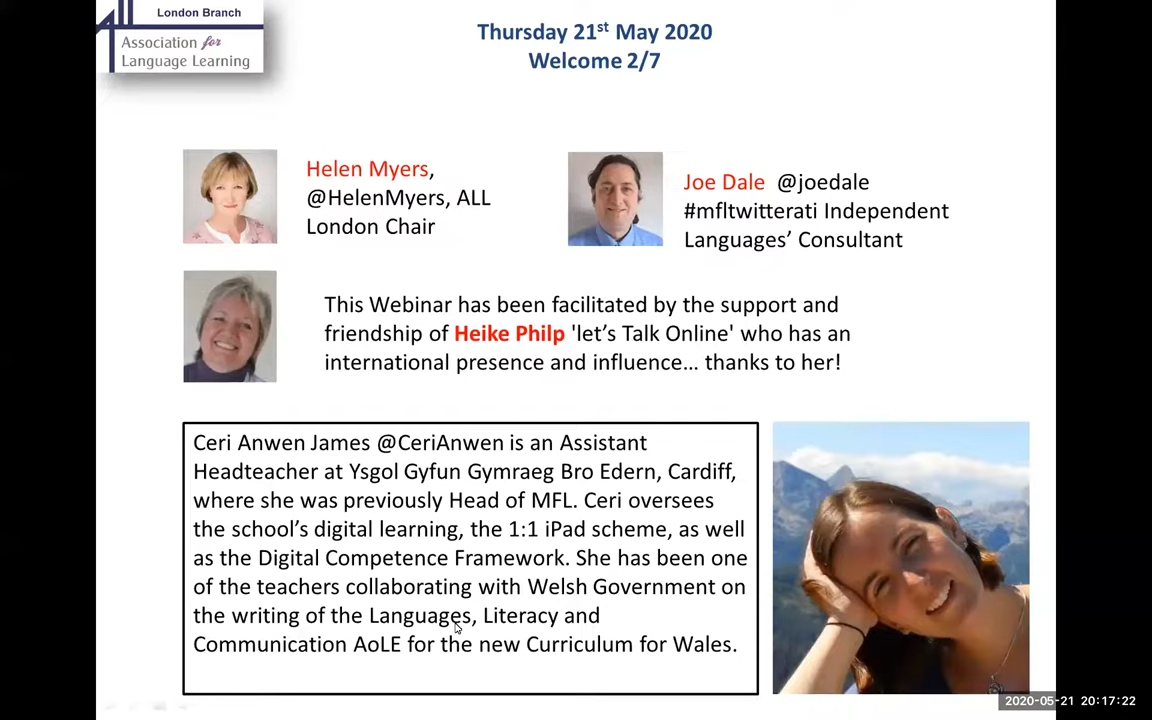 London Branch
Association for
Language Learning
Thursday 21st May 2020
Welcome 2/7
Helen Myers,
@HelenMyers, ALL
London Chair
Joe Dale @joedale
#mfltwitterati Independent
Languages’ Consultant
This Webinar has been facilitated by the support and
friendship of Heike Philp 'let’s Talk Online' who has an
international presence and influence… thanks to her!
Ceri Anwen James @CeriAnwen is an Assistant
Headteacher at Ysgol Gyfun Gymraeg Bro Edern, Cardiff,
where she was previously Head of MFL. Ceri oversees
the school’s digital learning, the 1:1 iPad scheme, as well
as the Digital Competence Framework. She has been one
of the teachers collaborating with Welsh Government on
the writing of the Languages, Literacy and
Communication AoLE for the new Curriculum for Wales.
2020-05-21 20:17:22